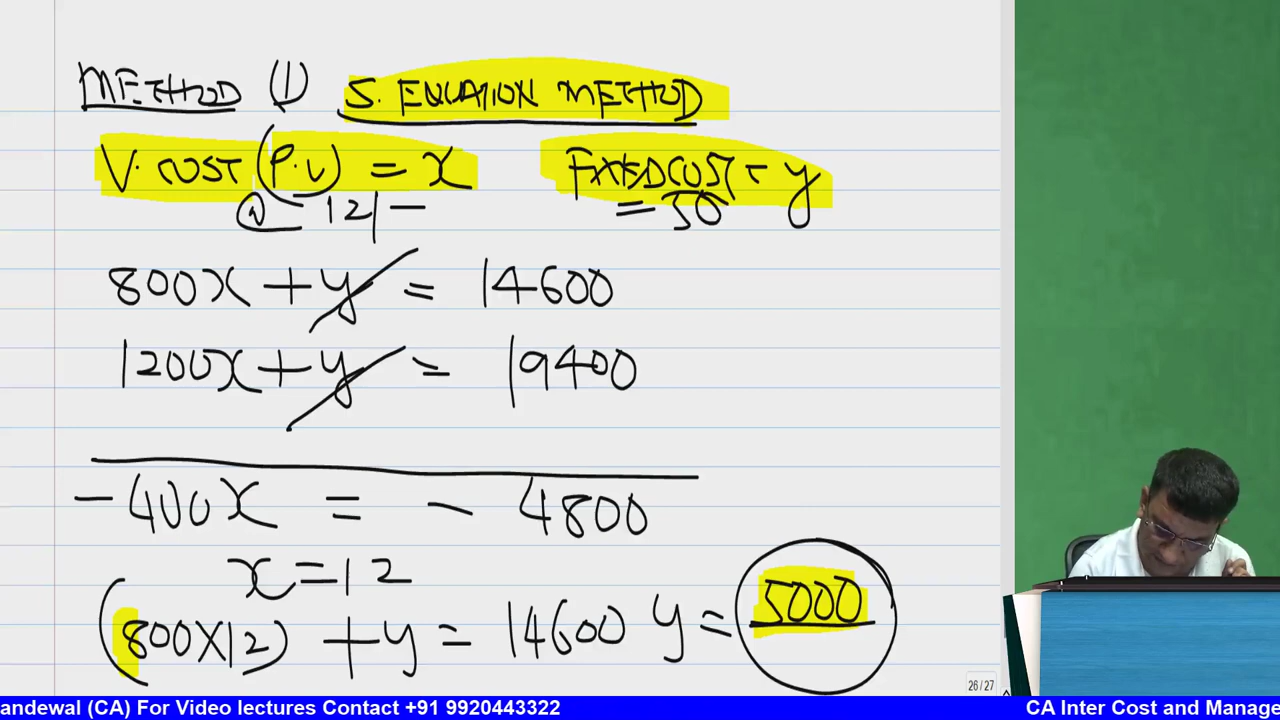 METHOD (1) S. EQUATION METHOD
V. COST (P.U) = x FIXED COST = y
@ 12/- = 50
800x + y = 14600
1200x + y = 19400
-400x = - 4800
x = 12
(800X12) + y = 14600 y = 5000
26 / 27
andewal (CA) For Video lectures Contact +91 9920443322 CA Inter Cost and Manage